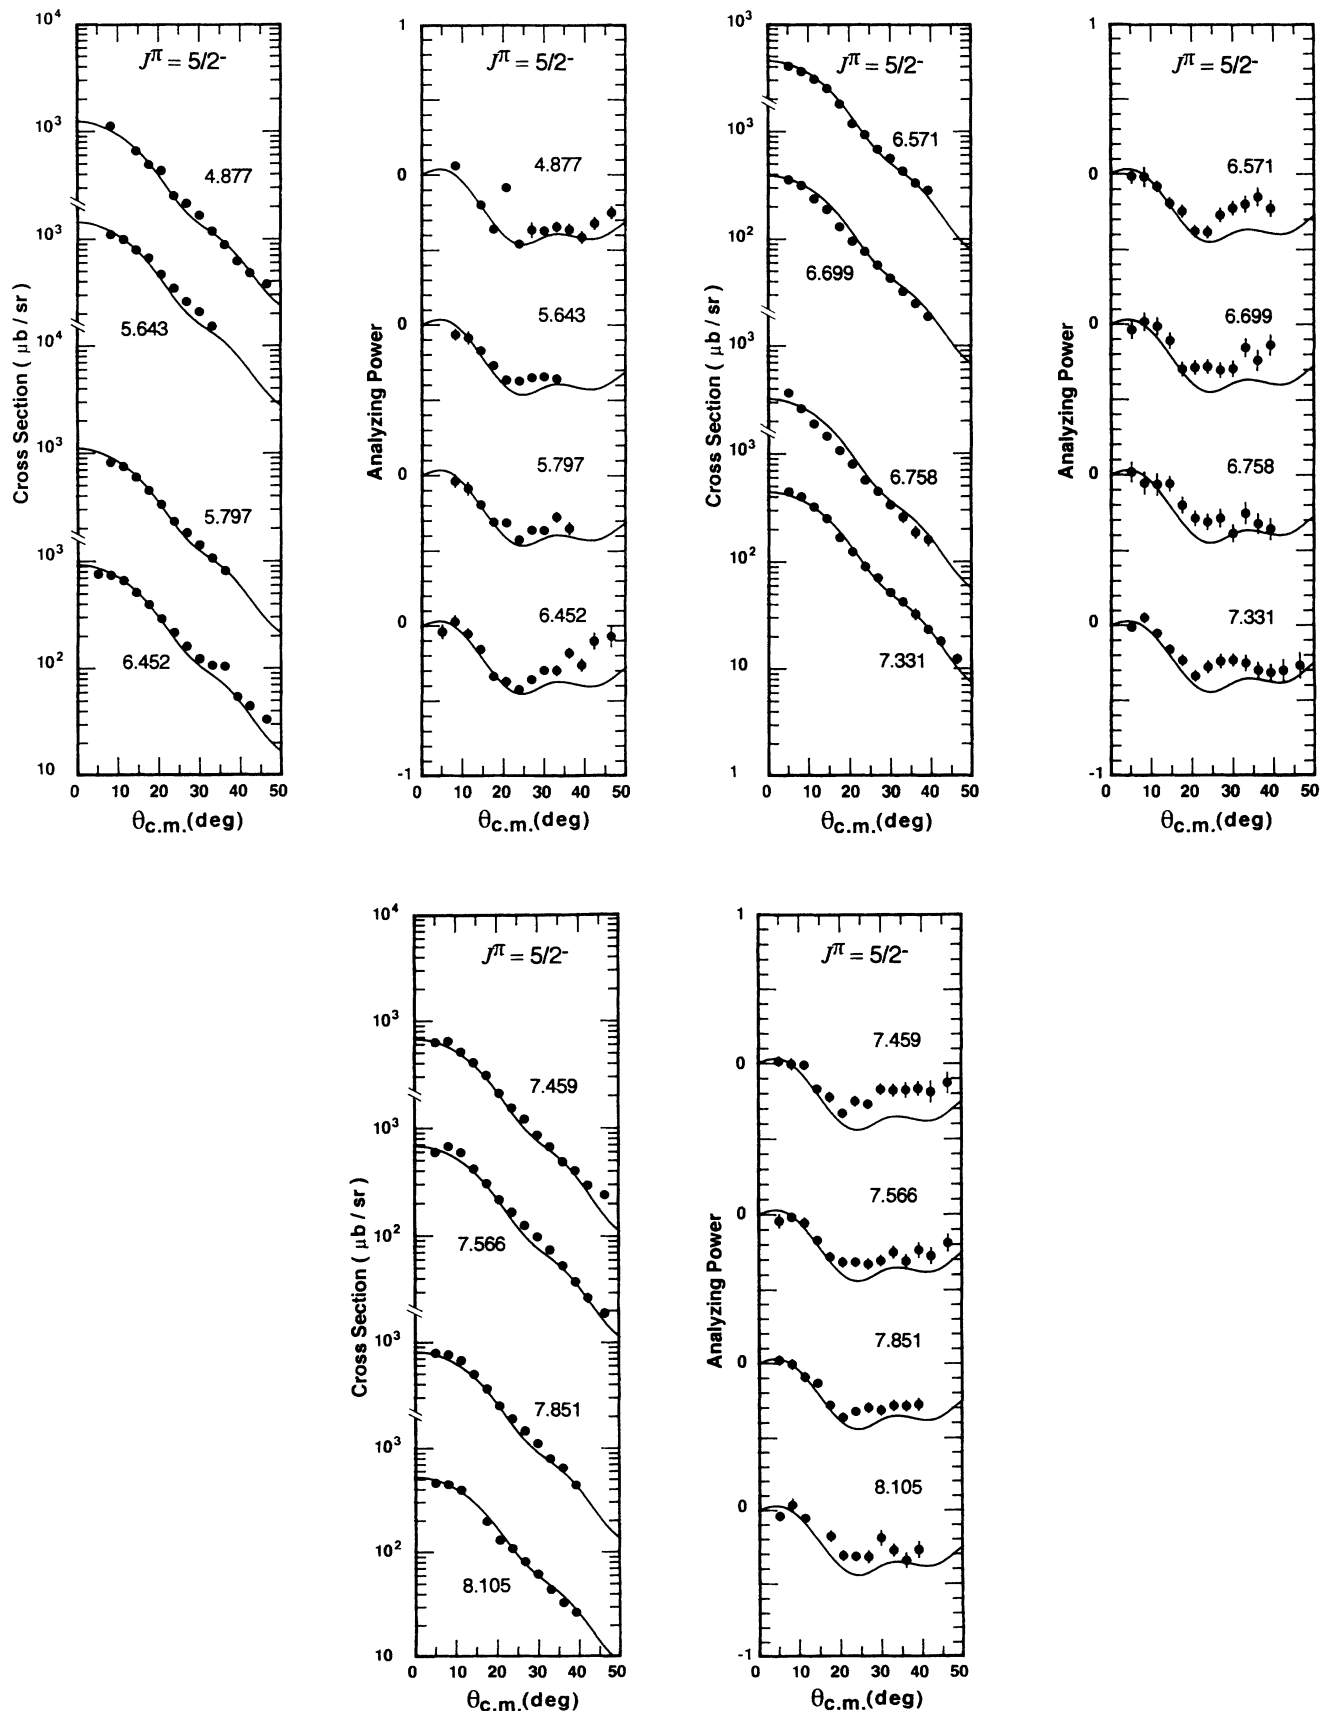 10⁴
10³
10³
10⁴
10³
10³
10²
10
Cross Section ( μb / sr )
Jπ = 5/2-
4.877
5.643
5.797
6.452
0 10 20 30 40 50
θc.m.(deg)
1
0
0
0
0
-1
Analyzing Power
Jπ = 5/2-
4.877
5.643
5.797
6.452
0 10 20 30 40 50
θc.m.(deg)
10³
10³
10²
10³
10³
10²
10
1
Cross Section ( μb / sr )
Jπ = 5/2-
6.571
6.699
6.758
7.331
0 10 20 30 40 50
θc.m.(deg)
1
0
0
0
0
-1
Analyzing Power
Jπ = 5/2-
6.571
6.699
6.758
7.331
0 10 20 30 40 50
θc.m.(deg)
10⁴
10³
10³
10²
10³
10³
10²
10
Cross Section ( μb / sr )
Jπ = 5/2-
7.459
7.566
7.851
8.105
0 10 20 30 40 50
θc.m.(deg)
1
0
0
0
0
-1
Analyzing Power
Jπ = 5/2-
7.459
7.566
7.851
8.105
0 10 20 30 40 50
θc.m.(deg)